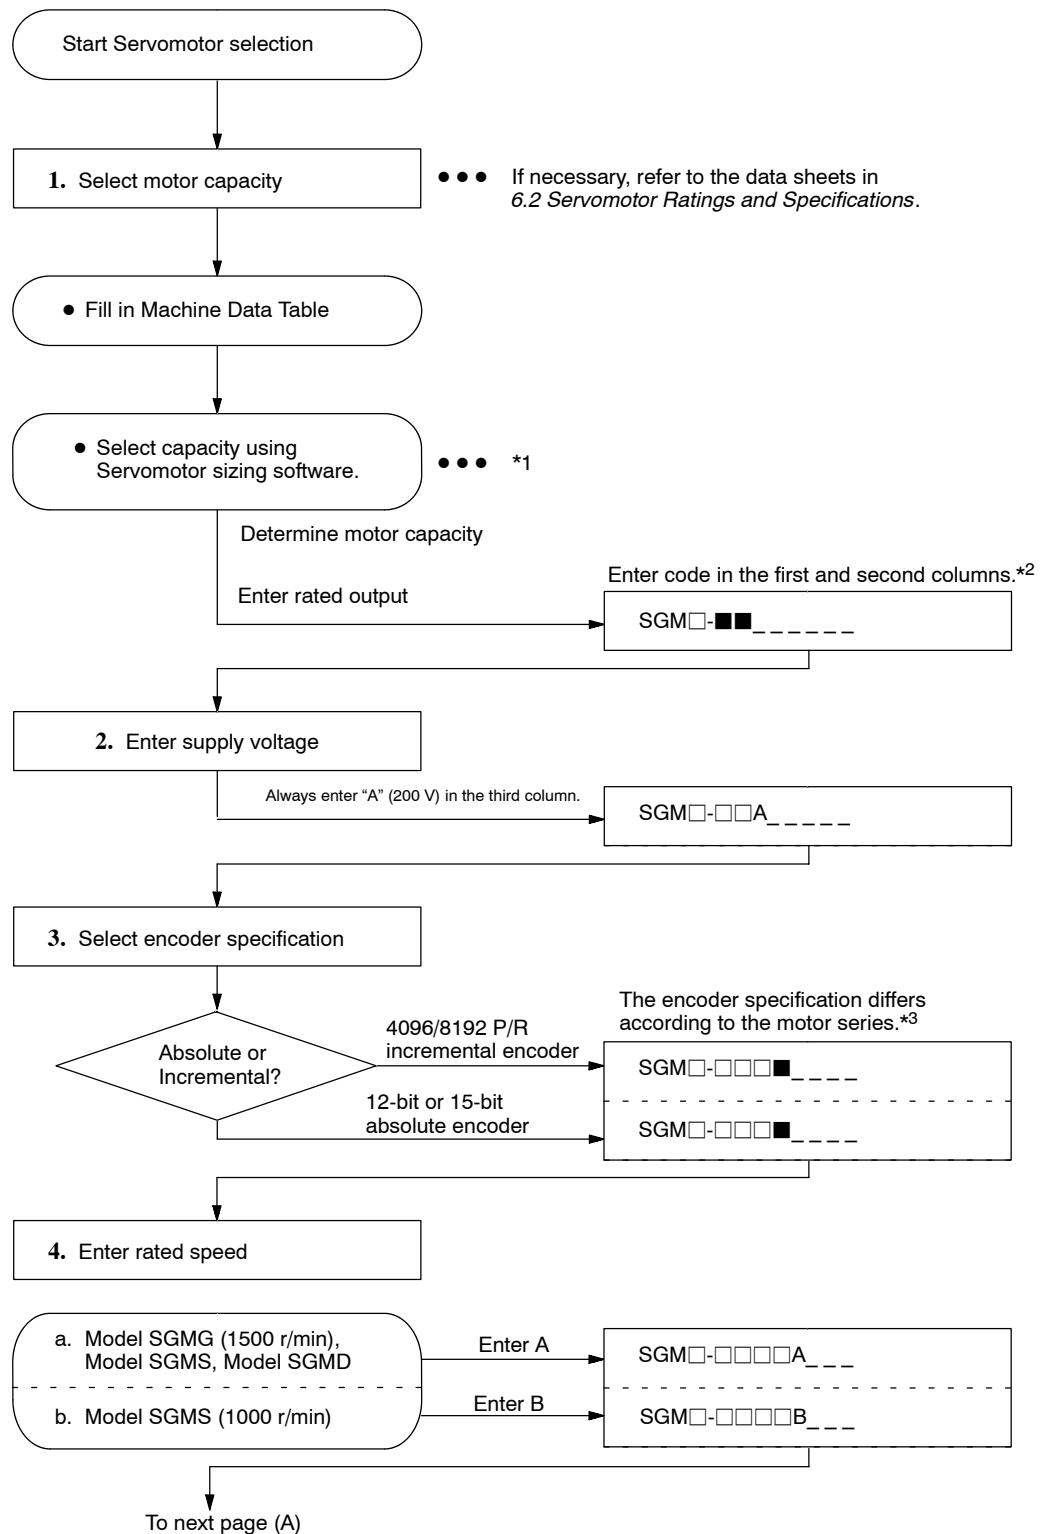 Start Servomotor selection
1. Select motor capacity
● ● ● If necessary, refer to the data sheets in
6.2 Servomotor Ratings and Specifications.
● Fill in Machine Data Table
● Select capacity using
Servomotor sizing software.
● ● ● *1
Determine motor capacity
Enter rated output
Enter code in the first and second columns.*2
SGM□-■■_ _ _ _ _ _
2. Enter supply voltage
Always enter “A” (200 V) in the third column.
SGM□-□□A_ _ _ _ _
3. Select encoder specification
Absolute or
Incremental?
4096/8192 P/R
incremental encoder
12-bit or 15-bit
absolute encoder
The encoder specification differs
according to the motor series.*3
SGM□-□□□■_ _ _ _
SGM□-□□□■_ _ _ _
4. Enter rated speed
a. Model SGMG (1500 r/min),
Model SGMS, Model SGMD
Enter A
SGM□-□□□□A_ _ _
b. Model SGMS (1000 r/min)
Enter B
SGM□-□□□□B_ _ _
To next page (A)